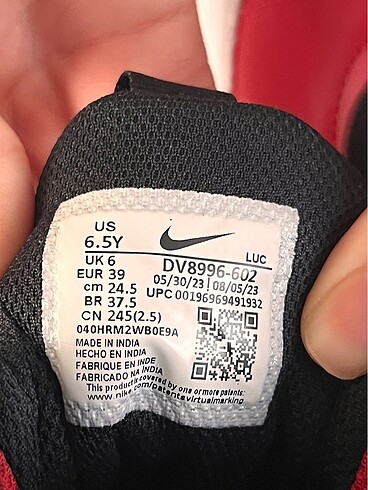 US
6.5Y
LUC
UK 6
DV8996-602
EUR 39
05/30/23 | 08/05/23
cm 24.5
UPC 00196969491932
BR 37.5
CN 245(2.5)
040HRM2WB0E9A
MADE IN INDIA
HECHO EN INDIA
FABRIQUE EN INDE
FABRICADO NA INDIA
This product is covered by one or more patents:
www.nike.com/patentsvirtualmarking